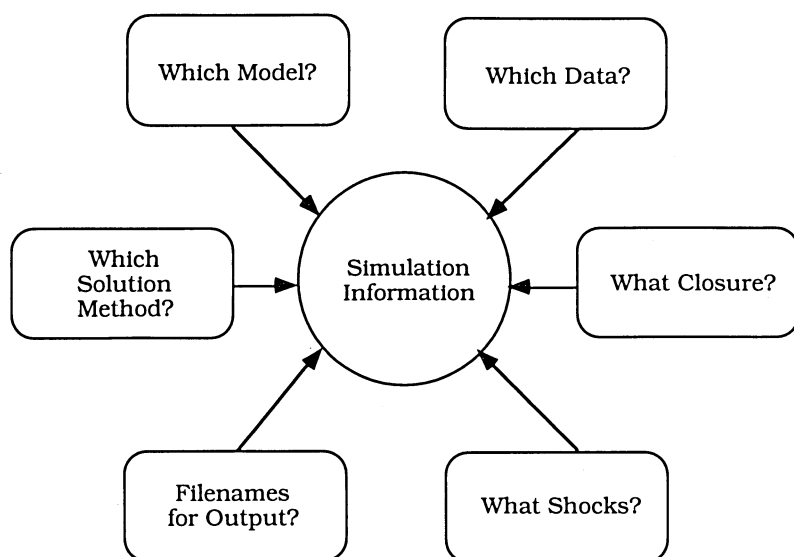 Which Model?
Which Data?
Which
Solution
Method?
Simulation
Information
What Closure?
Filenames
for Output?
What Shocks?